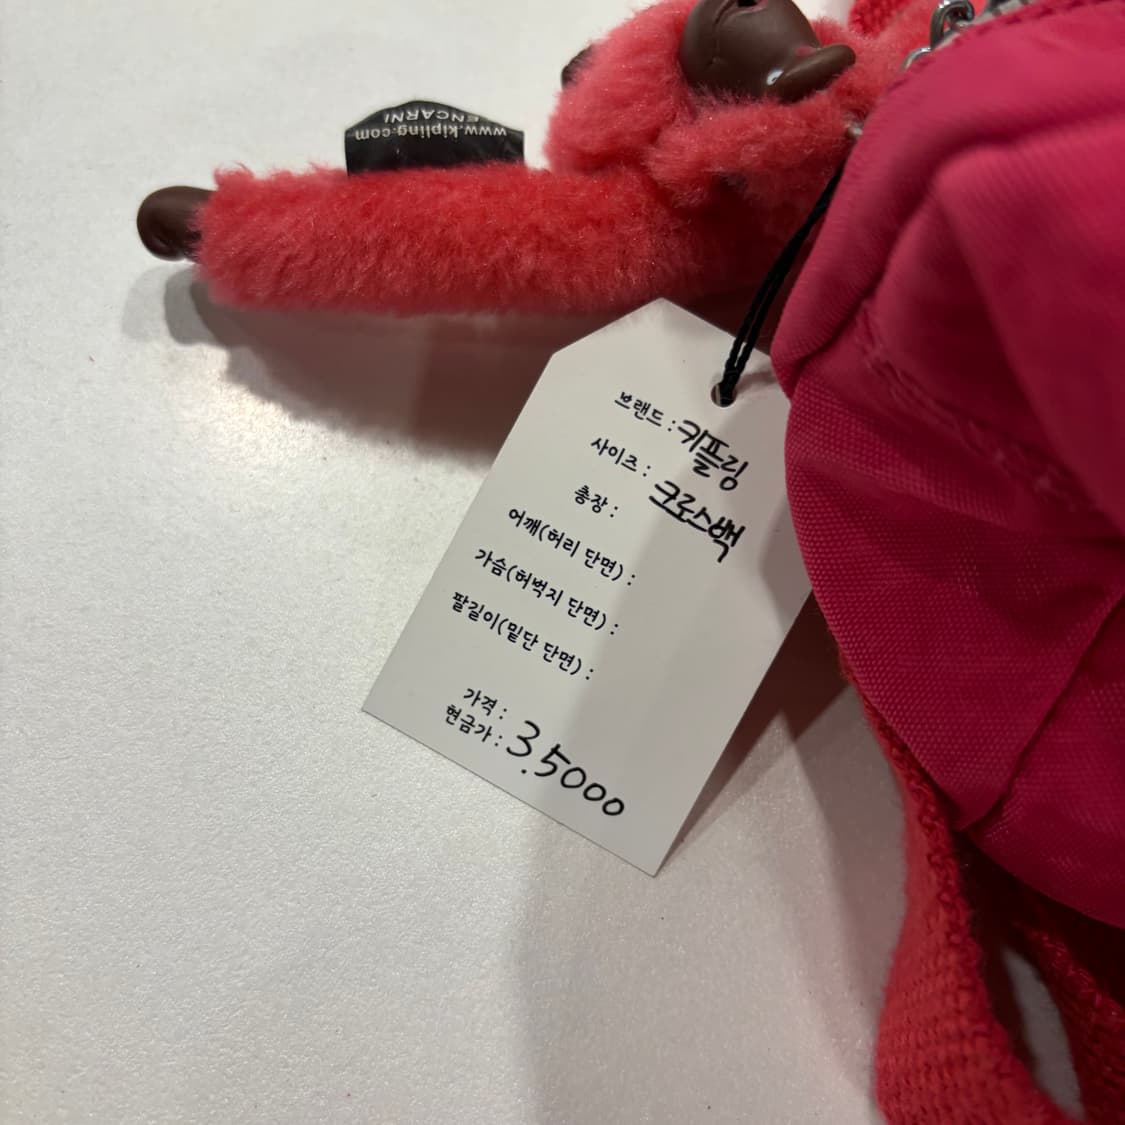 www.kipling.com
ENCARNI
브랜드 : 키플링
사이즈 : 크로스백
총장 :
어깨(허리 단면) :
가슴(허벅지 단면) :
팔길이(밑단 단면) :
가격 :
현금가 : 3.5000